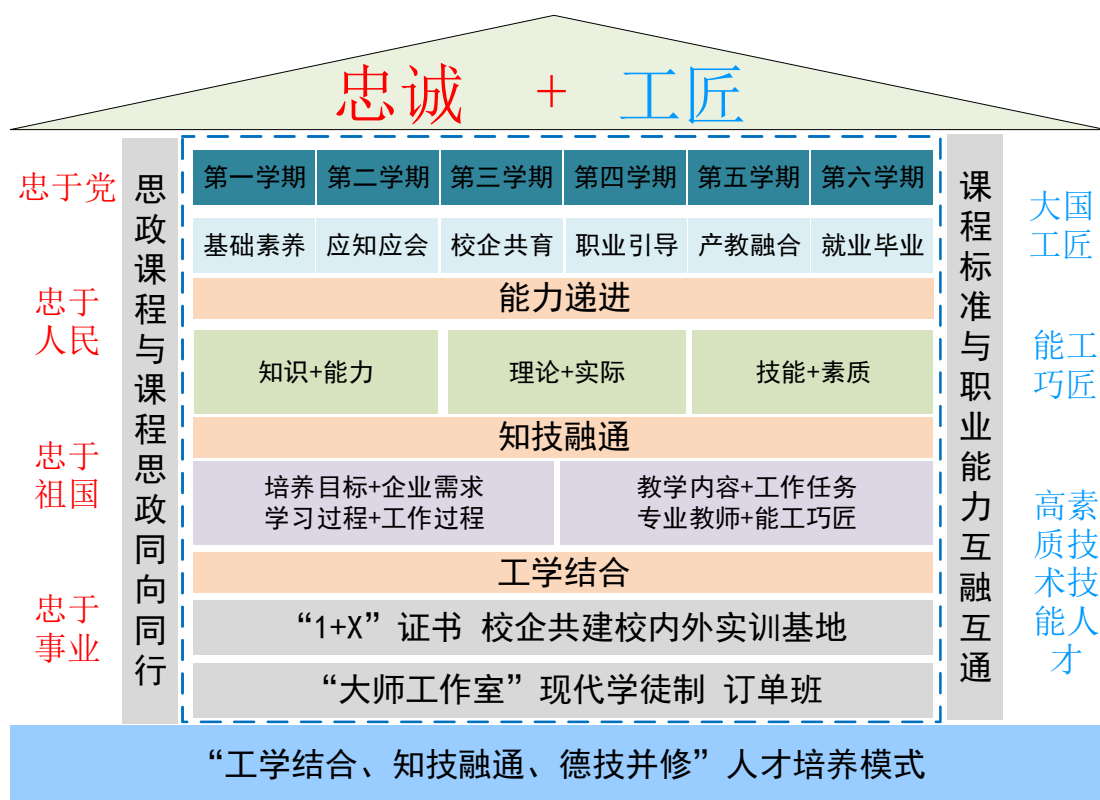 忠诚 + 工匠
忠于党
忠于
人民
忠于
祖国
忠于
事业
思政课程与课程思政同向同行
第一学期 第二学期 第三学期 第四学期 第五学期 第六学期
基础素养 应知应会 校企共育 职业引导 产教融合 就业毕业
能力递进
知识+能力 理论+实际 技能+素质
知技融通
培养目标+企业需求
学习过程+工作过程
教学内容+工作任务
专业教师+能工巧匠
工学结合
“1+X”证书 校企共建校内外实训基地
“大师工作室”现代学徒制 订单班
课程标准与职业能力互融互通
大国
工匠
能工
巧匠
高素
质技
术技
能人
才
“工学结合、知技融通、德技并修”人才培养模式